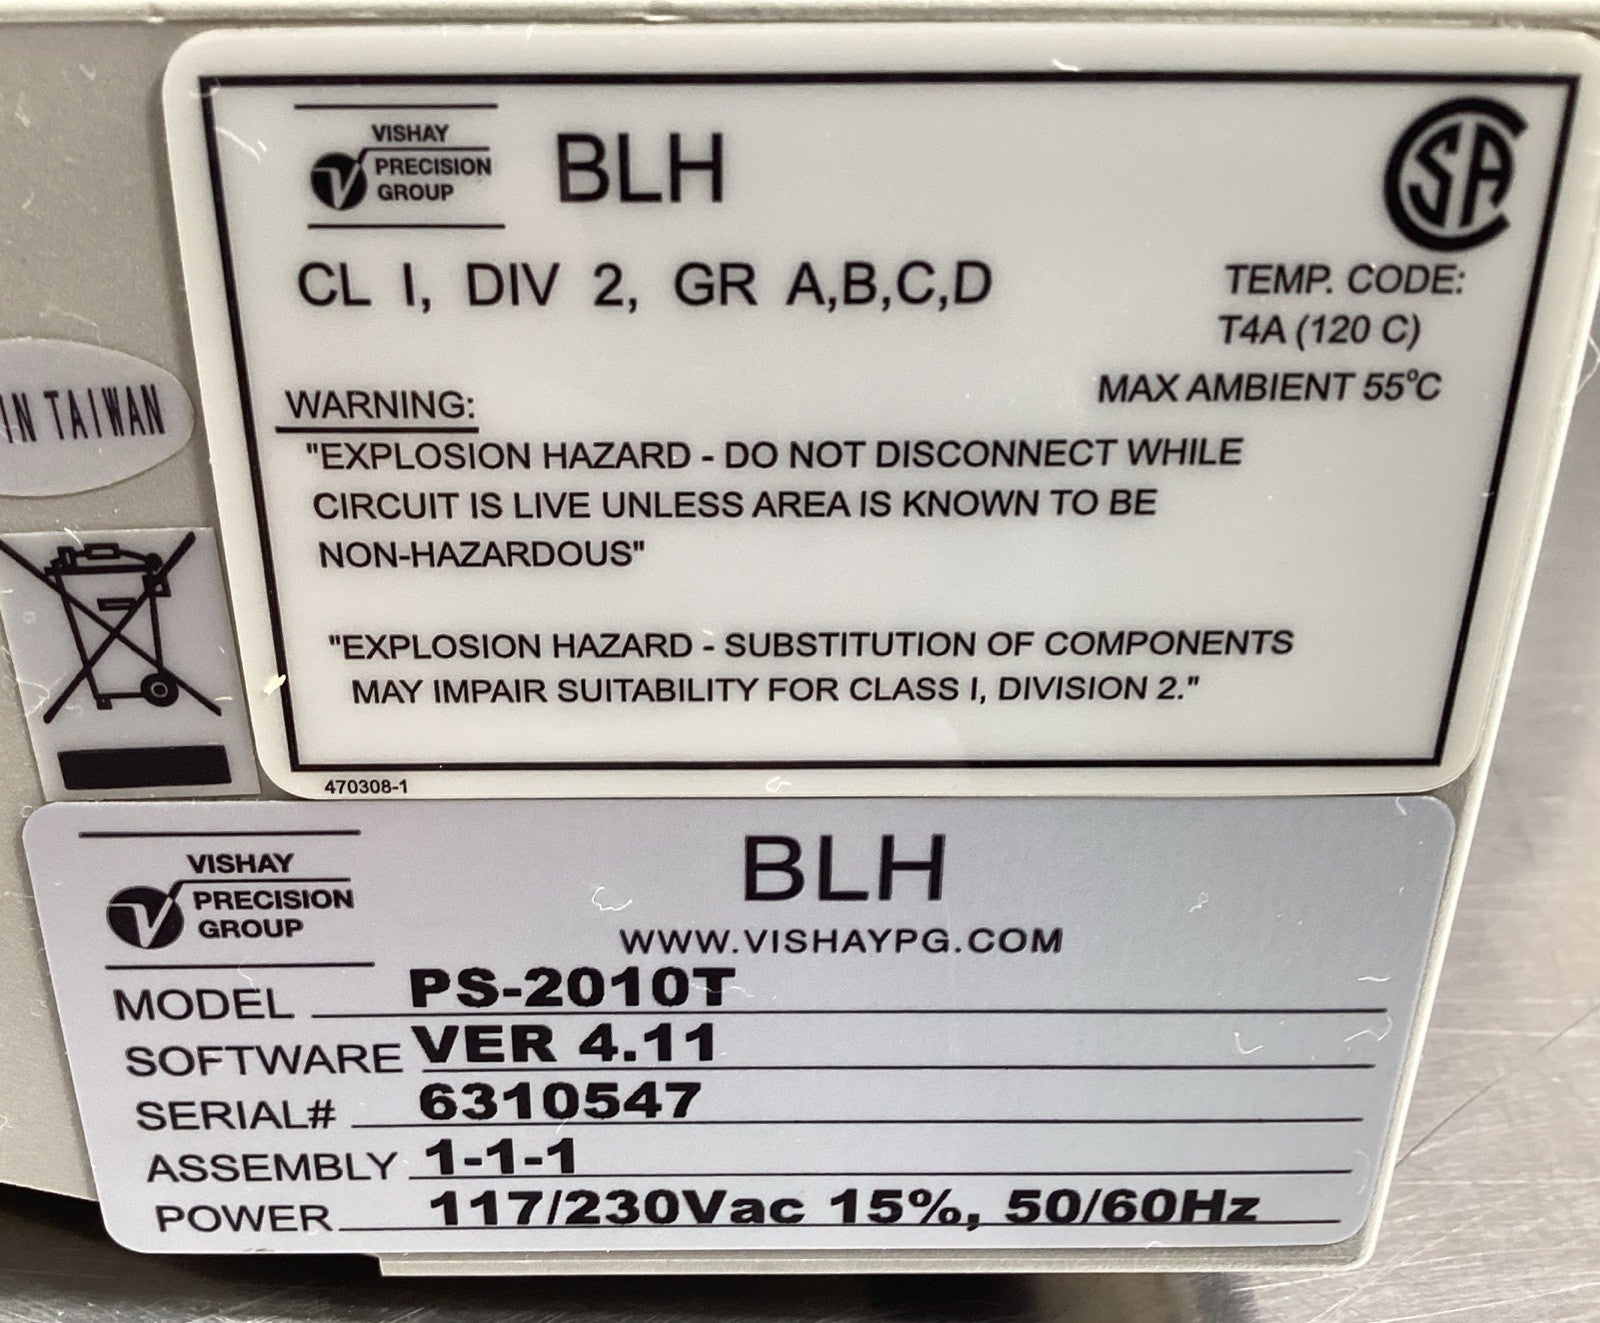 VISHAY
PRECISION
GROUP
BLH
CSA
CL I, DIV 2, GR A,B,C,D
TEMP. CODE:
T4A (120 C)
MAX AMBIENT 55°C
WARNING:
"EXPLOSION HAZARD - DO NOT DISCONNECT WHILE
CIRCUIT IS LIVE UNLESS AREA IS KNOWN TO BE
NON-HAZARDOUS"
"EXPLOSION HAZARD - SUBSTITUTION OF COMPONENTS
MAY IMPAIR SUITABILITY FOR CLASS I, DIVISION 2."
470308-1
IN TAIWAN
VISHAY
PRECISION
GROUP
BLH
WWW.VISHAYPG.COM
MODEL PS-2010T
SOFTWARE VER 4.11
SERIAL# 6310547
ASSEMBLY 1-1-1
POWER 117/230Vac 15%, 50/60Hz